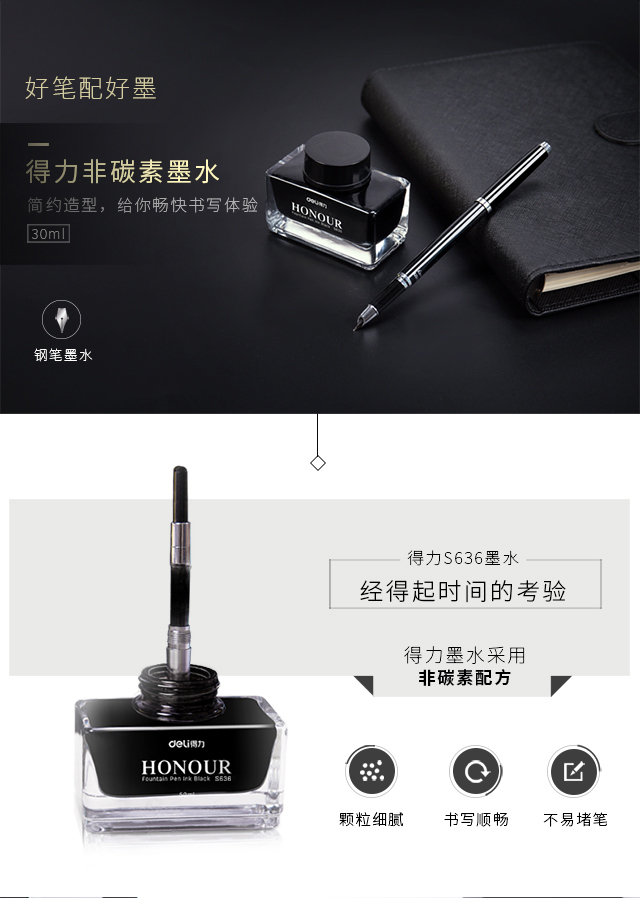 好笔配好墨
得力非碳素墨水
简约造型，给你畅快书写体验
30ml
钢笔墨水
deli得力
HONOUR
得力S636墨水
经得起时间的考验
得力墨水采用
非碳素配方
deli得力
HONOUR
Fountain Pen Ink Black S636
颗粒细腻
书写顺畅
不易堵笔